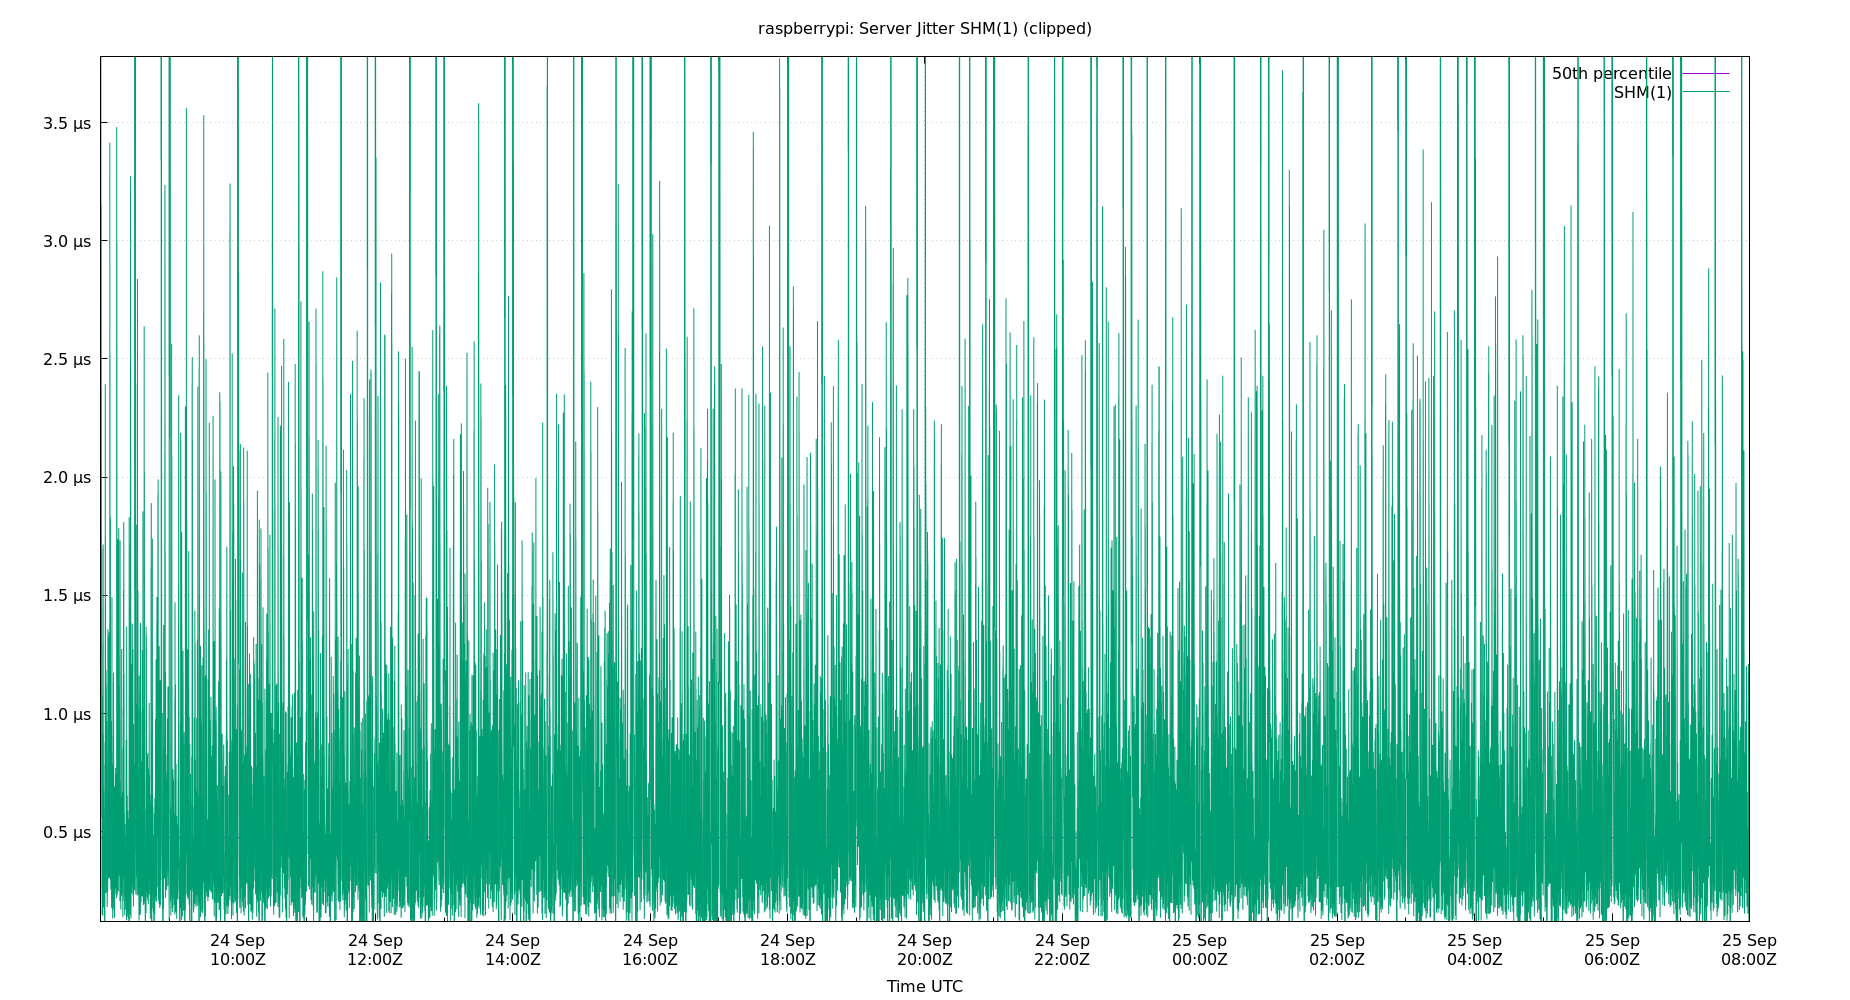 raspberrypi: Server Jitter SHM(1) (clipped)
50th percentile
SHM(1)
3.5 µs
3.0 µs
2.5 µs
2.0 µs
1.5 µs
1.0 µs
0.5 µs
24 Sep 24 Sep 24 Sep 24 Sep 24 Sep 24 Sep 24 Sep 25 Sep 25 Sep 25 Sep 25 Sep 25 Sep
10:00Z 12:00Z 14:00Z 16:00Z 18:00Z 20:00Z 22:00Z 00:00Z 02:00Z 04:00Z 06:00Z 08:00Z
Time UTC